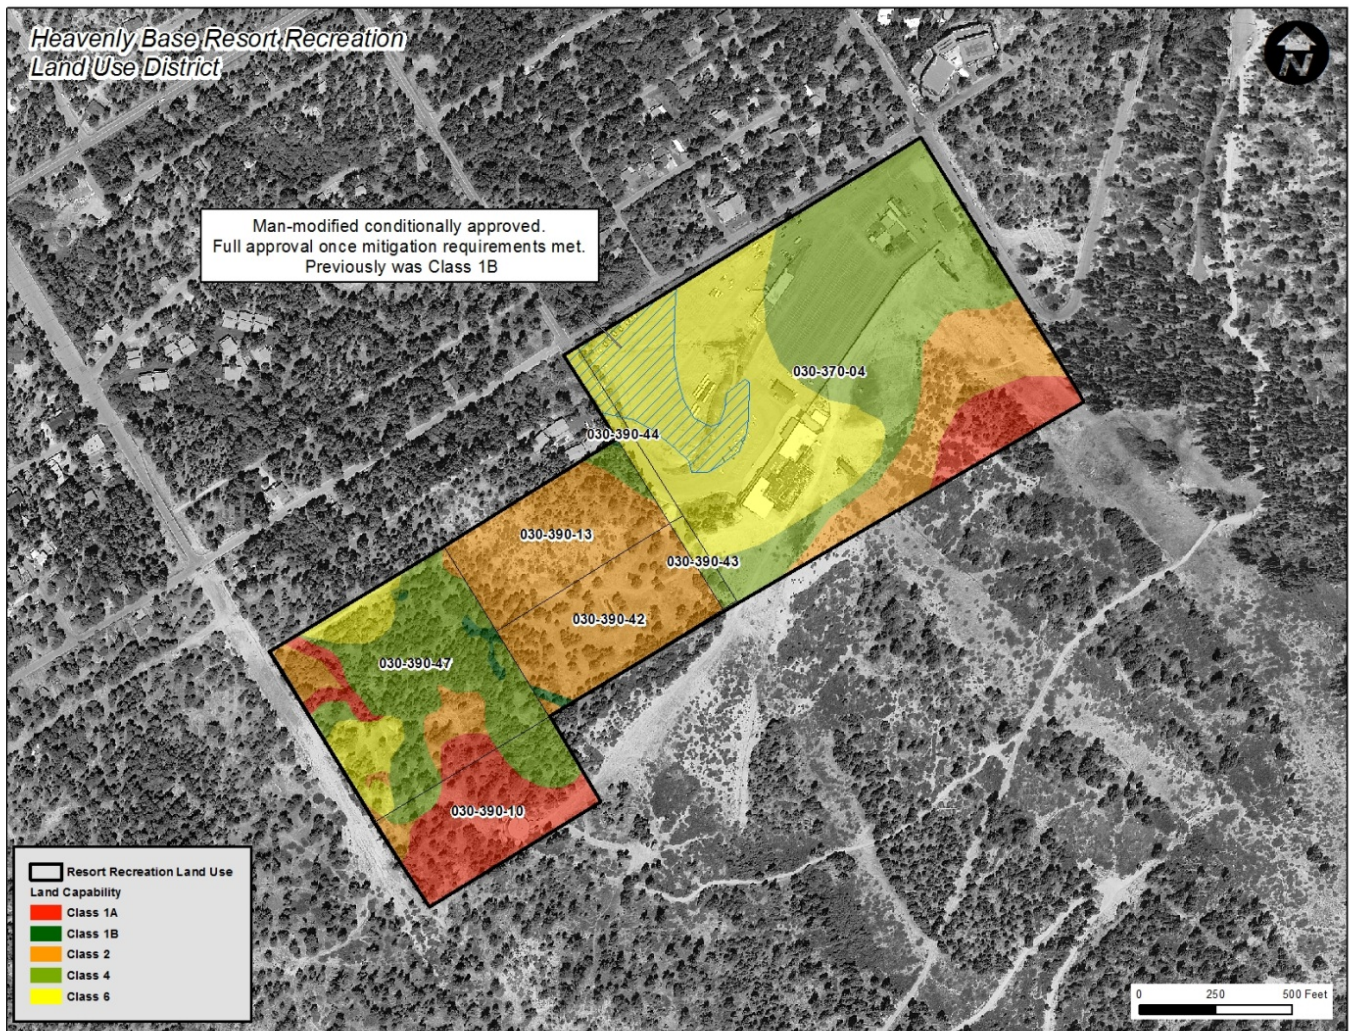 Heavenly Base Resort Recreation
Land Use District
N
Man-modified conditionally approved.
Full approval once mitigation requirements met.
Previously was Class 1B
030-370-04
030-390-44
030-390-13
030-390-43
030-390-42
030-390-47
030-390-10
Resort Recreation Land Use
Land Capability
Class 1A
Class 1B
Class 2
Class 4
Class 6
0 250 500 Feet